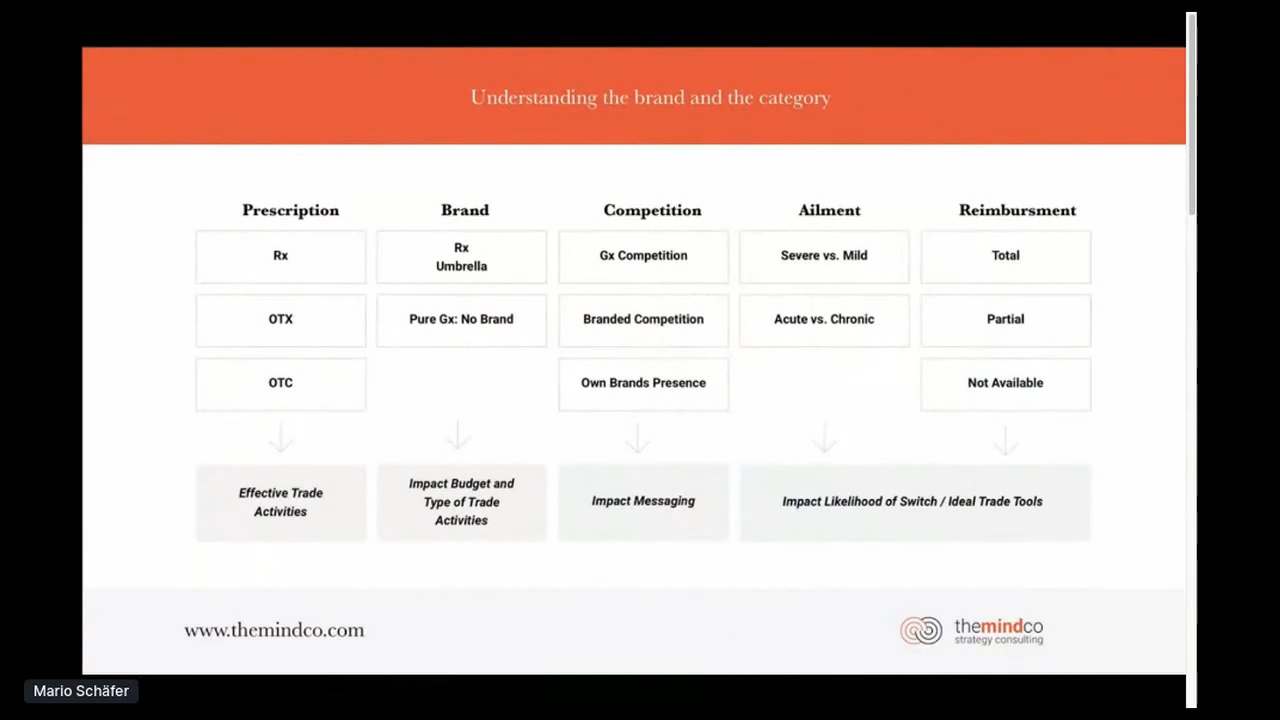 Understanding the brand and the category
Prescription
Brand
Competition
Ailment
Reimbursment
Rx
Rx
Umbrella
Gx Competition
Severe vs. Mild
Total
OTX
Pure Gx: No Brand
Branded Competition
Acute vs. Chronic
Partial
OTC
Own Brands Presence
Not Available
Effective Trade
Activities
Impact Budget and
Type of Trade
Activities
Impact Messaging
Impact Likelihood of Switch / Ideal Trade Tools
www.themindco.com
themindco
strategy consulting
Mario Schäfer